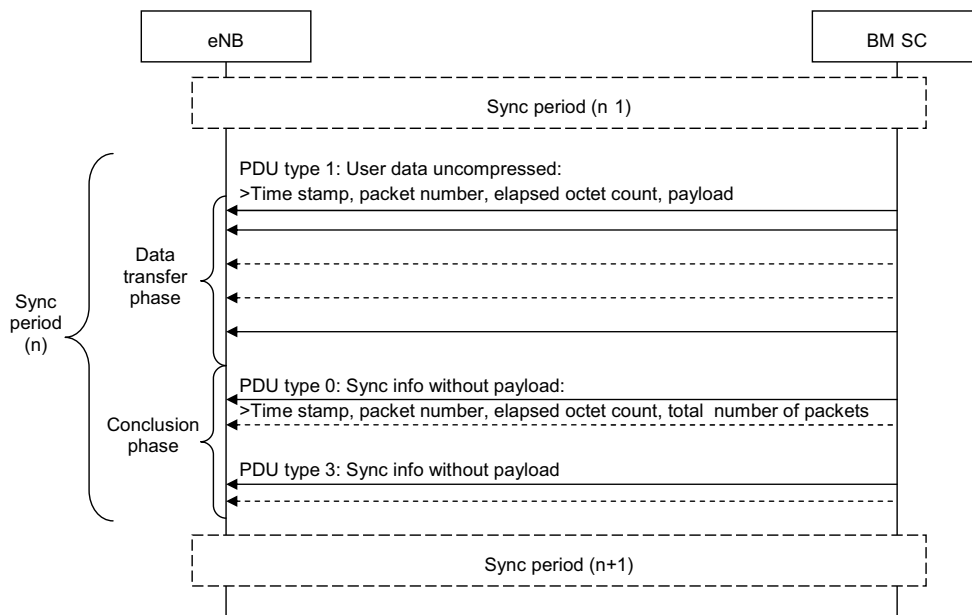 eNB
BM SC
Sync period (n 1)
PDU type 1: User data uncompressed:
>Time stamp, packet number, elapsed octet count, payload
Data
transfer
phase
Sync
period
(n)
PDU type 0: Sync info without payload:
>Time stamp, packet number, elapsed octet count, total number of packets
Conclusion
phase
PDU type 3: Sync info without payload
Sync period (n+1)